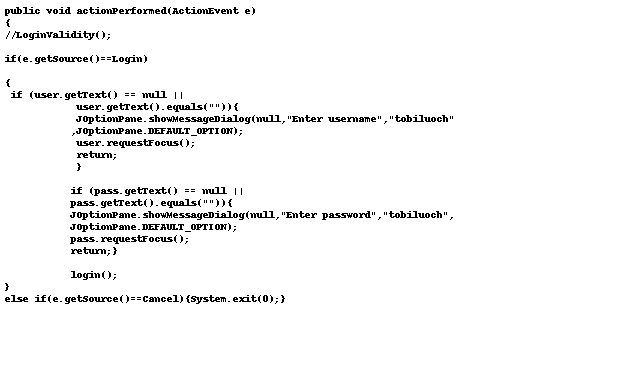 public void actionPerformed(ActionEvent e)
{
//LoginValidity();
if(e.getSource()==Login)
{
if (user.getText() == null ||
user.getText().equals("")){
JOptionPane.showMessageDialog(null,"Enter username","tobiluoch"
,JOptionPane.DEFAULT_OPTION);
user.requestFocus();
return;
}
if (pass.getText() == null ||
pass.getText().equals("")){
JOptionPane.showMessageDialog(null,"Enter password","tobiluoch",
JOptionPane.DEFAULT_OPTION);
pass.requestFocus();
return;}
login();
}
else if(e.getSource()==Cancel){System.exit(0);}